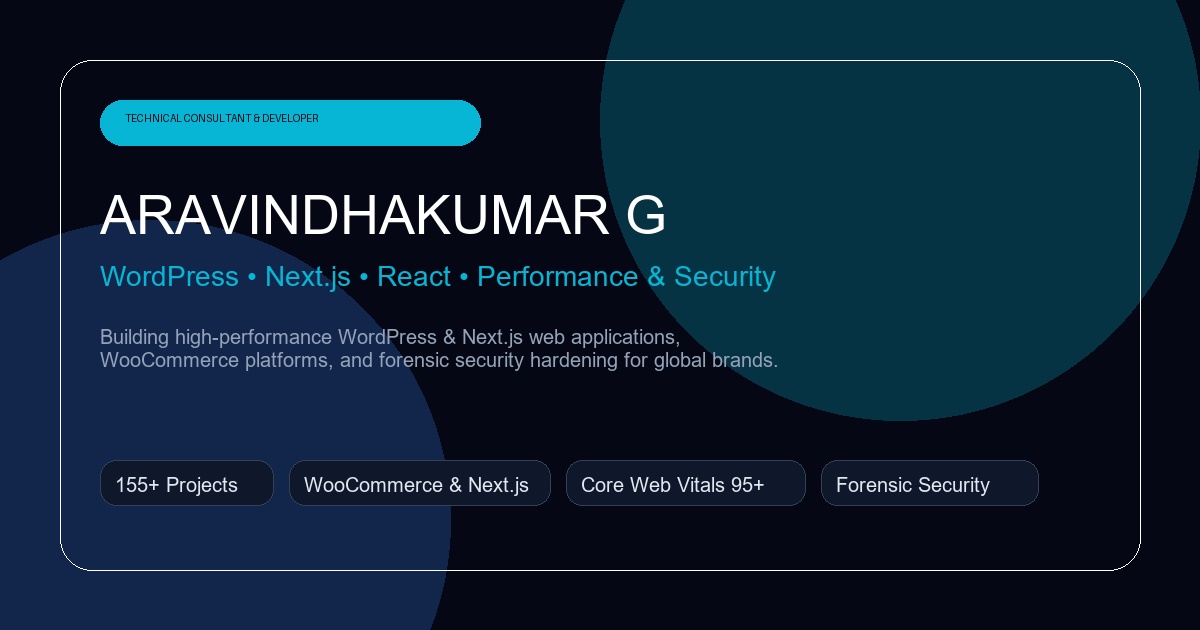 TECHNICAL CONSULTANT & DEVELOPER
ARAVINDHAKUMAR G
WordPress • Next.js • React • Performance & Security
Building high-performance WordPress & Next.js web applications,
WooCommerce platforms, and forensic security hardening for global brands.
155+ Projects
WooCommerce & Next.js
Core Web Vitals 95+
Forensic Security